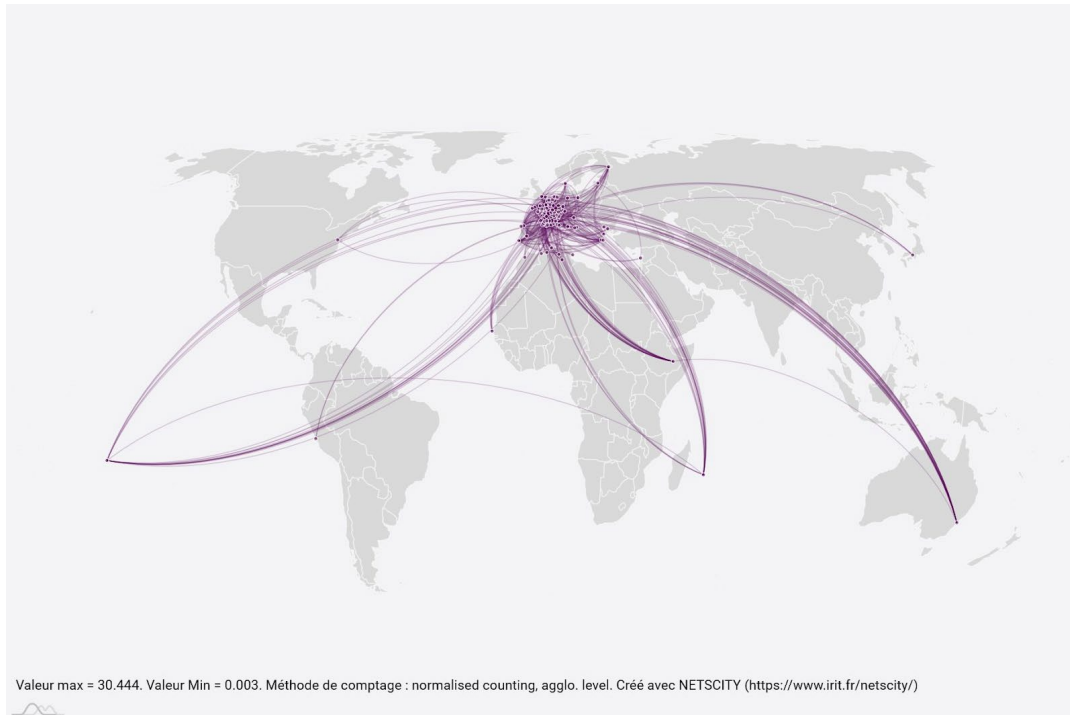 Valeur max = 30.444. Valeur Min = 0.003. Méthode de comptage : normalised counting, agglo. level. Créé avec NETSCITY (https://www.irit.fr/netscity/)